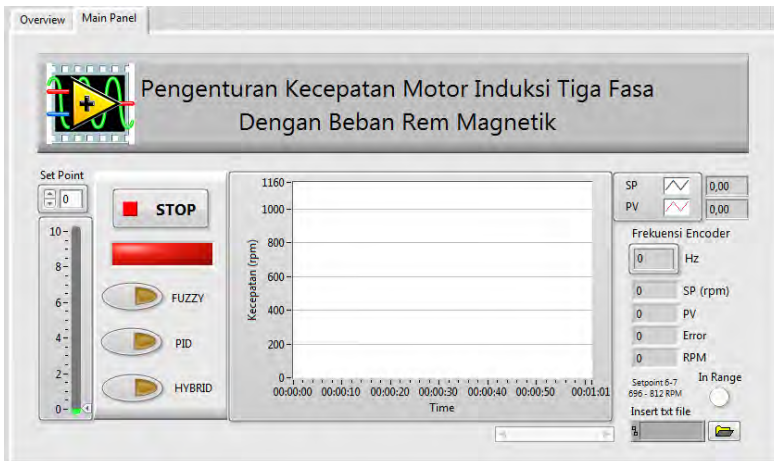 Overview Main Panel
Pengenturan Kecepatan Motor Induksi Tiga Fasa
Dengan Beban Rem Magnetik
Set Point
0
10
8
6
4
2
0
STOP
FUZZY
PID
HYBRID
Kecepatan (rpm)
1160
1000
800
600
400
200
0
00:00:00 00:00:10 00:00:20 00:00:30 00:00:40 00:00:50 00:01:01
Time
SP 0,00
PV 0,00
Frekuensi Encoder
0 Hz
0 SP (rpm)
0 PV
0 Error
0 RPM
Setpoint 6-7
696 - 812 RPM
In Range
Insert txt file